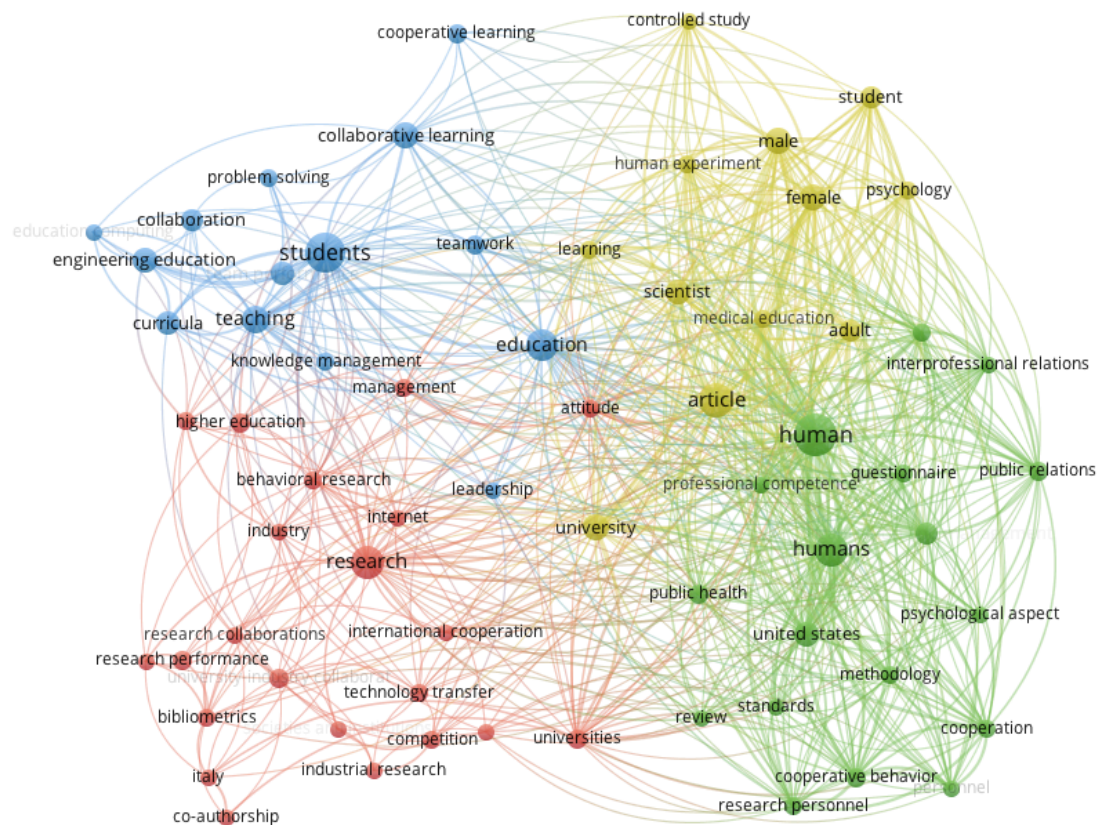 controlled study
cooperative learning
student
collaborative learning
male
human experiment
problem solving
psychology
female
collaboration
education computing
teamwork
learning
students
engineering education
scientist
medical education
teaching
curricula
adult
education
knowledge management
interprofessional relations
management
article
attitude
higher education
human
public relations
questionnaire
behavioral research
professional competence
leadership
internet
university
industry
humans
research
public health
psychological aspect
international cooperation
united states
research collaborations
research performance
methodology
university industry collaborat
technology transfer
standards
bibliometrics
review
cooperation
competition
universities
industrial research
italy
cooperative behavior
personnel
research personnel
co-authorship